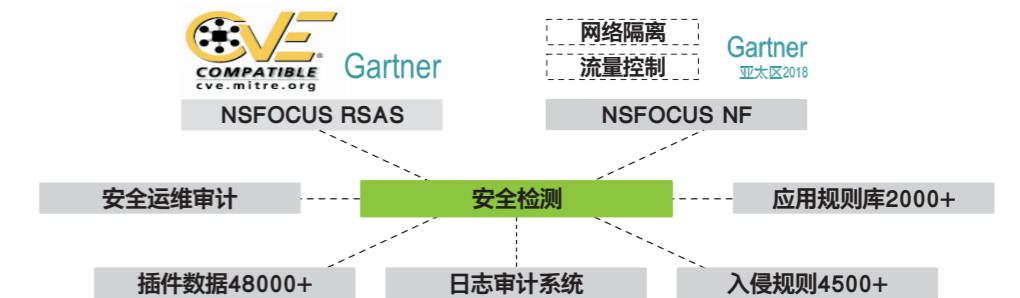 CVE
COMPATIBLE
cve.mitre.org
Gartner
NSFOCUS RSAS
网络隔离
流量控制
Gartner
亚太区2018
NSFOCUS NF
安全运维审计
安全检测
应用规则库2000+
插件数据48000+
日志审计系统
入侵规则4500+